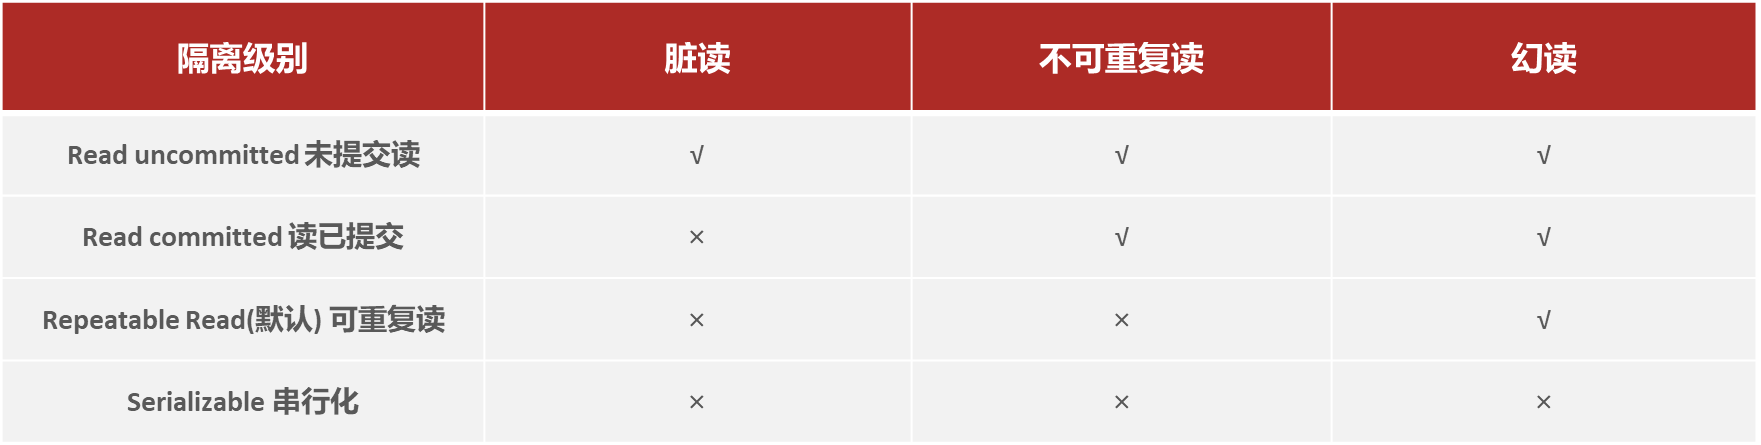 隔离级别 脏读 不可重复读 幻读
Read uncommitted 未提交读 √ √ √
Read committed 读已提交 × √ √
Repeatable Read(默认) 可重复读 × × √
Serializable 串行化 × × ×